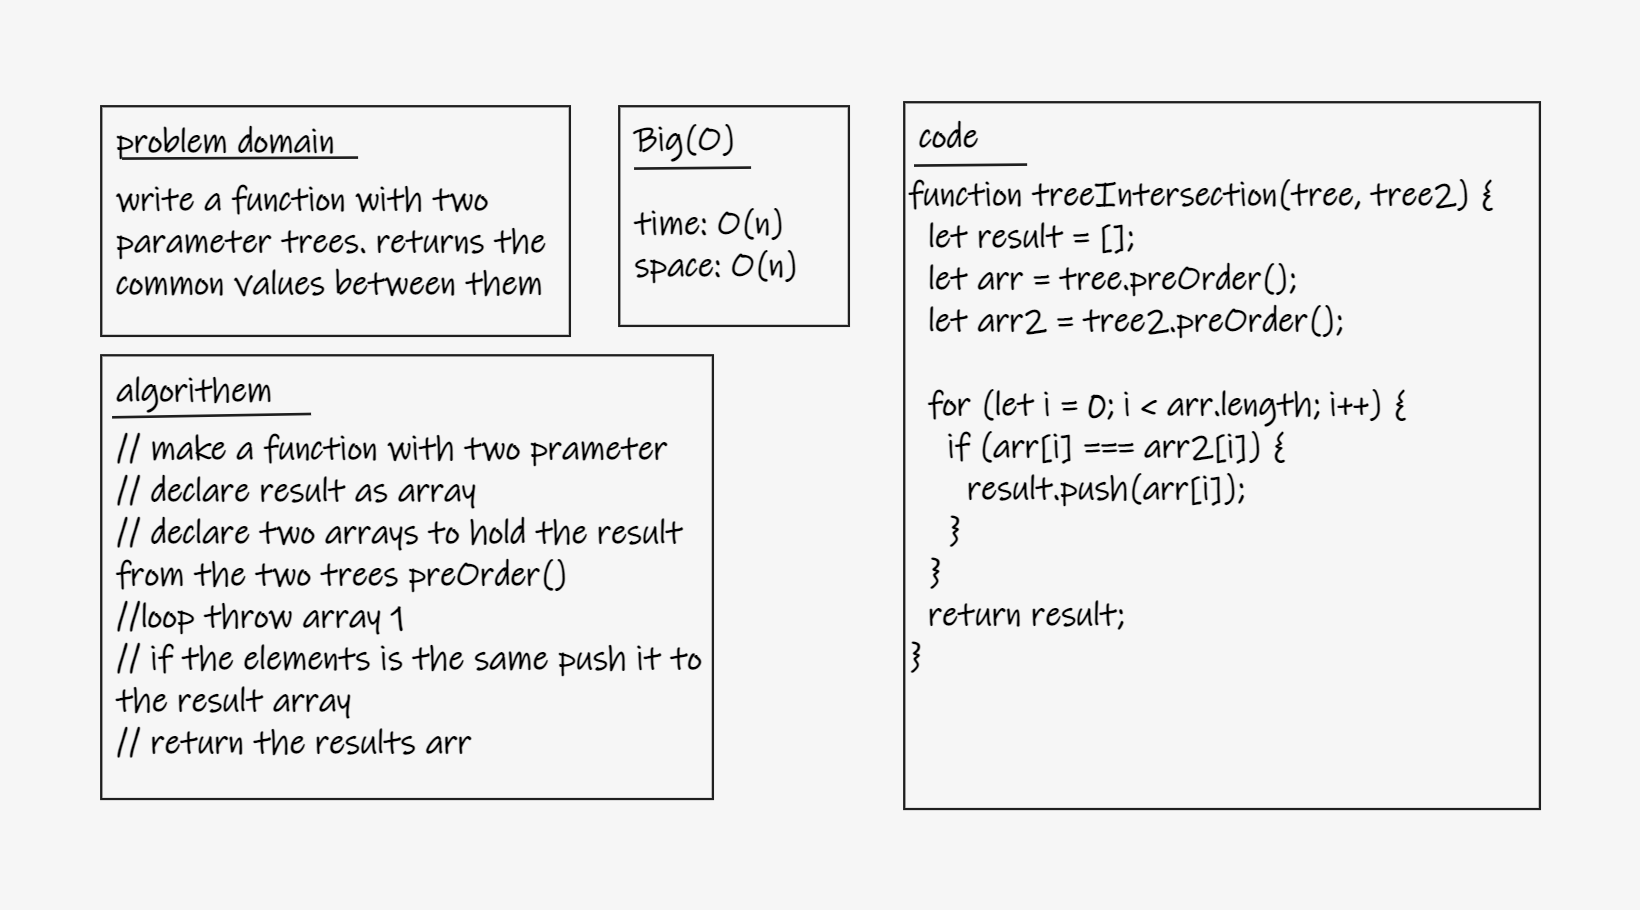 problem domain
write a function with two
parameter trees. returns the
common values between them
Big(O)
time: O(n)
space: O(n)
algorithem
// make a function with two prameter
// declare result as array
// declare two arrays to hold the result
from the two trees preOrder()
//loop throw array 1
// if the elements is the same push it to
the result array
// return the results arr
code
function treeIntersection(tree, tree2) {
let result = [];
let arr = tree.preOrder();
let arr2 = tree2.preOrder();
for (let i = 0; i < arr.length; i++) {
if (arr[i] === arr2[i]) {
result.push(arr[i]);
}
}
return result;
}